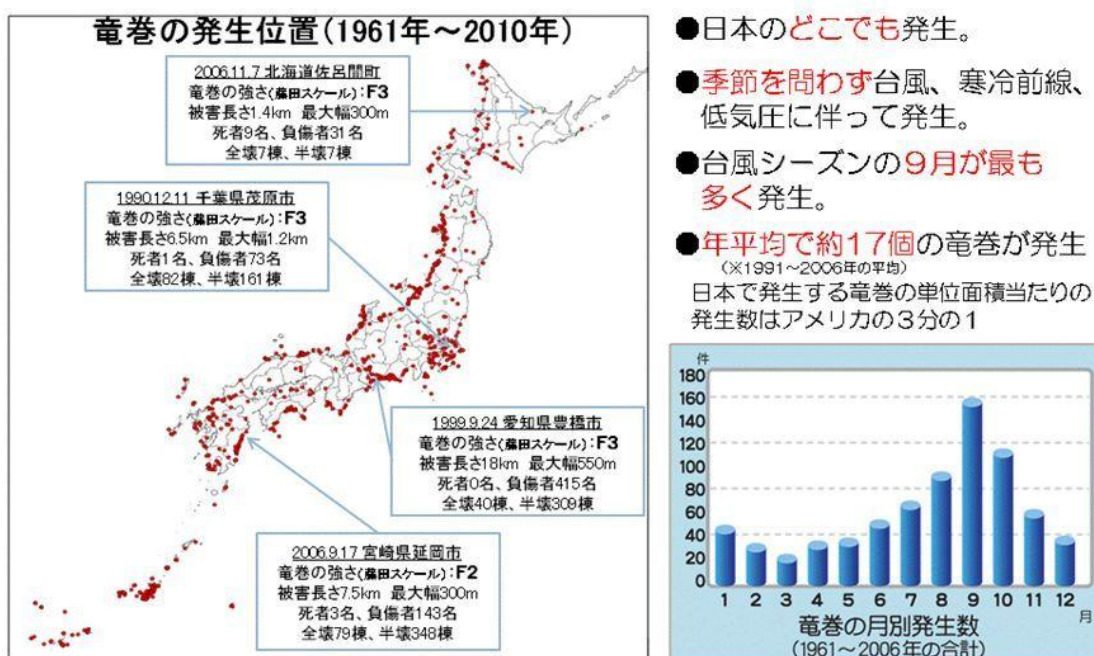 竜巻の発生位置(1961年～2010年)
2006.11.7 北海道佐呂間町
竜巻の強さ(藤田スケール):F3
被害長さ1.4km 最大幅300m
死者9名、負傷者31名
全壊7棟、半壊7棟
1990.12.11 千葉県茂原市
竜巻の強さ(藤田スケール):F3
被害長さ6.5km 最大幅1.2km
死者1名、負傷者73名
全壊82棟、半壊161棟
1999.9.24 愛知県豊橋市
竜巻の強さ(藤田スケール):F3
被害長さ18km 最大幅550m
死者0名、負傷者415名
全壊40棟、半壊309棟
2006.9.17 宮崎県延岡市
竜巻の強さ(藤田スケール):F2
被害長さ7.5km 最大幅300m
死者3名、負傷者143名
全壊79棟、半壊348棟
●日本のどこでも発生。
●季節を問わず台風、寒冷前線、
低気圧に伴って発生。
●台風シーズンの９月が最も
多く発生。
●年平均で約１７個の竜巻が発生
(※1991～2006年の平均)
日本で発生する竜巻の単位面積当たりの
発生数はアメリカの３分の１
件
180
160
140
120
100
80
60
40
20
0
1 2 3 4 5 6 7 8 9 10 11 12
月
竜巻の月別発生数
(1961～2006年の合計)